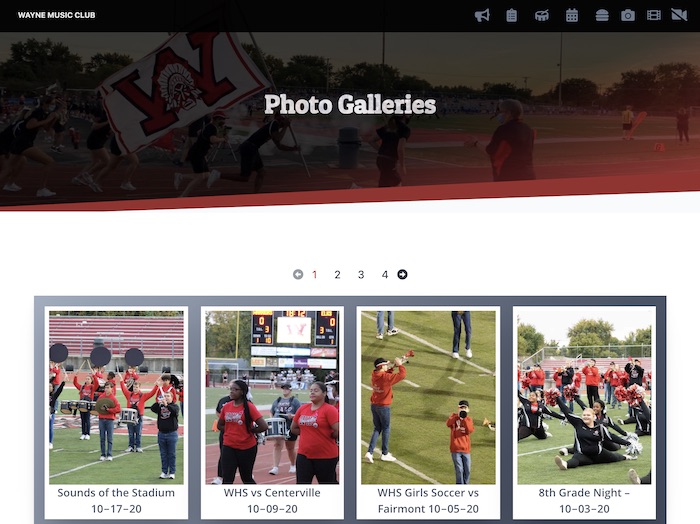 WAYNE MUSIC CLUB
W
Photo Galleries
1 2 3 4
Sounds of the Stadium
10-17-20
WHS vs Centerville
10-09-20
WHS Girls Soccer vs
Fairmont 10-05-20
8th Grade Night –
10-03-20